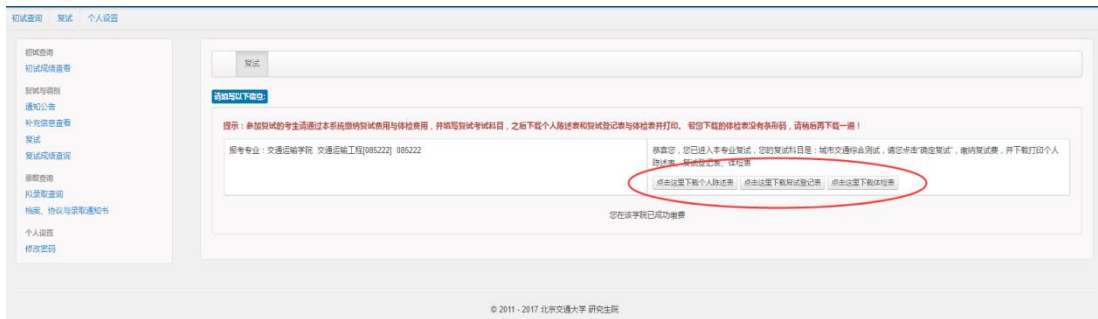 初试查询 复试 个人设置
初试查询
初试成绩查看
复试与调剂
通知公告
补充信息查看
复试
复试成绩查询
录取查询
拟录取查询
档案、协议与录取通知书
个人设置
修改密码
复试
请填写以下信息:
提示：参加复试的考生请通过本系统缴纳复试费用与体检费用，并填写复试考试科目，之后下载个人陈述表和复试登记表与体检表并打印。 若您下载的体检表没有条形码，请稍后再下载一遍！
报考专业：交通运输学院 交通运输工程[085222] 085222
恭喜您，您已进入本专业复试，您的复试科目是：城市交通综合测试，请您点击"确定复试"，缴纳复试费，并下载打印个人
陈述表、复试登记表、体检表
点击这里下载个人陈述表 点击这里下载复试登记表 点击这里下载体检表
您在该学院已成功缴费
© 2011 - 2017 北京交通大学 研究生院